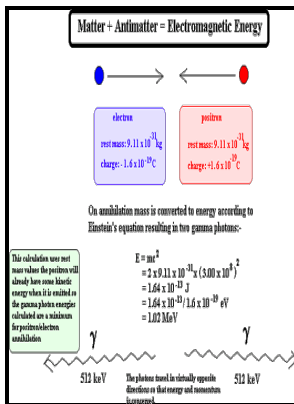 Matter + Antimatter = Electromagnetic Energy
electron
rest mass: 9.11 x 10^-31 kg
charge: -1.6 x 10^-19 C
positron
rest mass: 9.11 x 10^-31 kg
charge: +1.6 x 10^-19 C
On annihilation mass is converted to energy according to
Einstein's equation resulting in two gamma photons:-
This calculation uses rest
mass values the positron will
already have some kinetic
energy when it is emitted so
the gamma photon energies
calculated are a minimum
for positron/electron
annihilation
E = mc^2
= 2 x 9.11 x 10^-31 x (3.00 x 10^8)^2
= 1.64 x 10^-13 J
= 1.64 x 10^-13 / 1.6 x 10^-19 eV
= 1.02 MeV
γ
γ
512 keV
512 keV
The photons travel in virtually opposite
directions so that energy and momentum
is conserved.